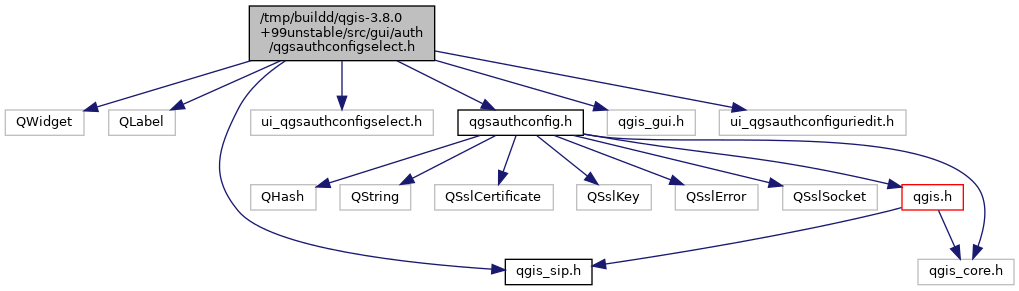 /tmp/buildd/qgis-3.8.0
+99unstable/src/gui/auth
/qgsauthconfigselect.h
QWidget
QLabel
ui_qgsauthconfigselect.h
qgsauthconfig.h
qgis_gui.h
ui_qgsauthconfiguriedit.h
QHash
QString
QSslCertificate
QSslKey
QSslError
QSslSocket
qgis.h
qgis_sip.h
qgis_core.h